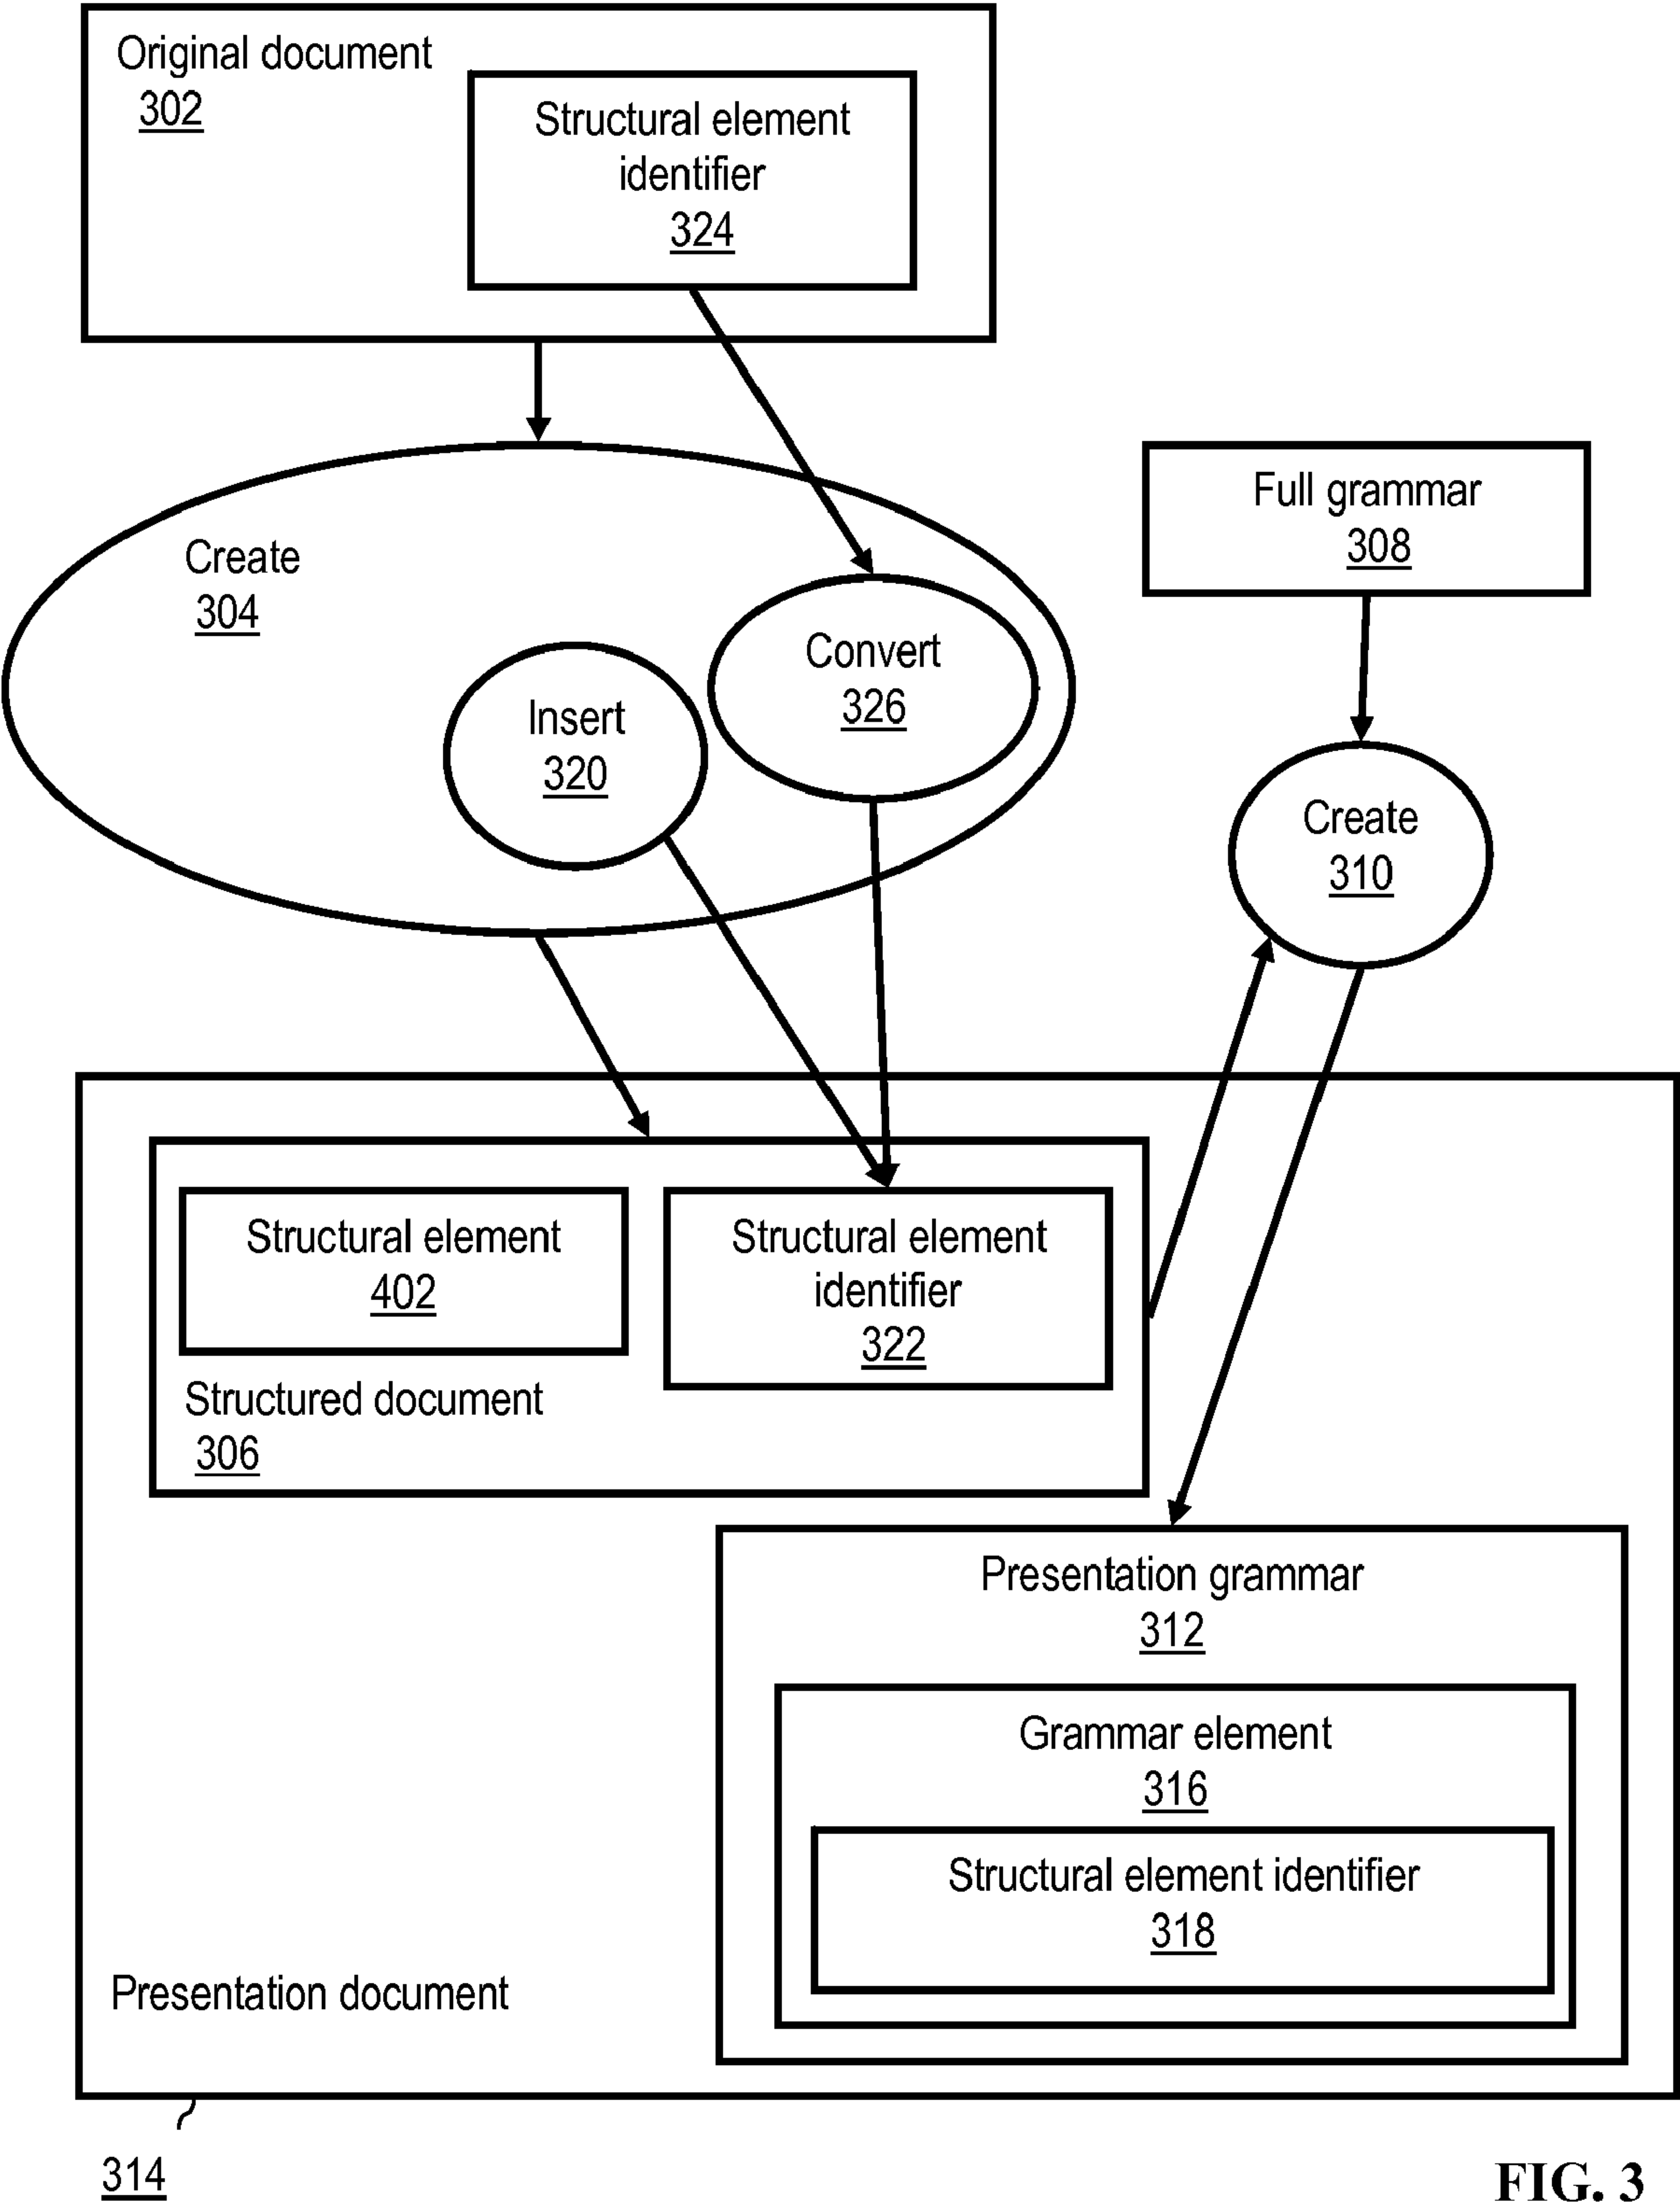 Original document
302
Structural element
identifier
324
Full grammar
308
Create
304
Convert
326
Insert
320
Create
310
Structural element
402
Structural element
identifier
322
Structured document
306
Presentation grammar
312
Grammar element
316
Structural element identifier
318
Presentation document
314
FIG. 3